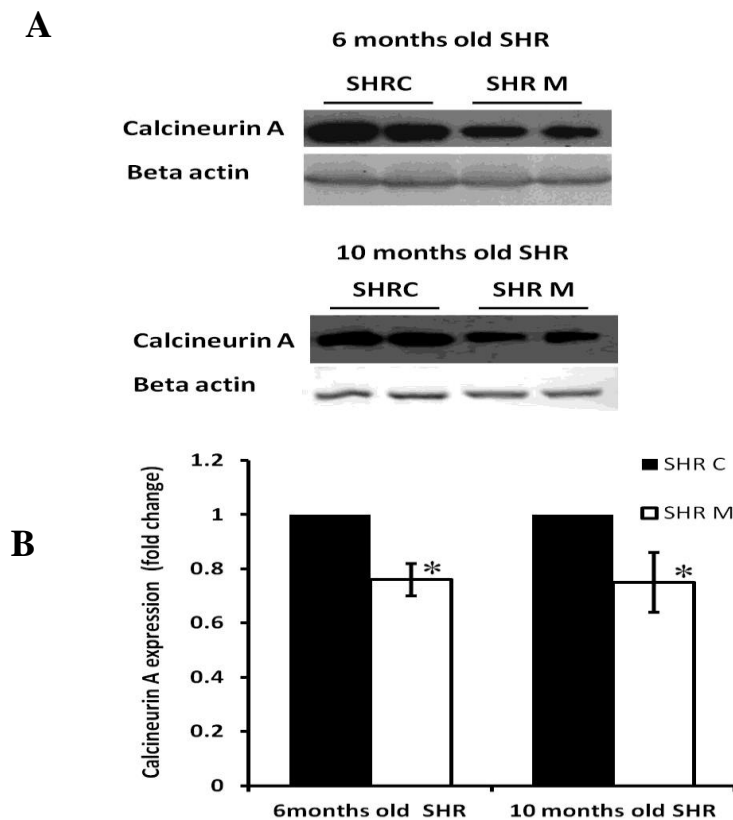 A
6 months old SHR
SHRC SHR M
Calcineurin A
Beta actin
10 months old SHR
SHRC SHR M
Calcineurin A
Beta actin
B
Calcineurin A expression (fold change)
1.2
1
0.8
0.6
0.4
0.2
0
SHR C
SHR M
*
*
6months old SHR 10 months old SHR